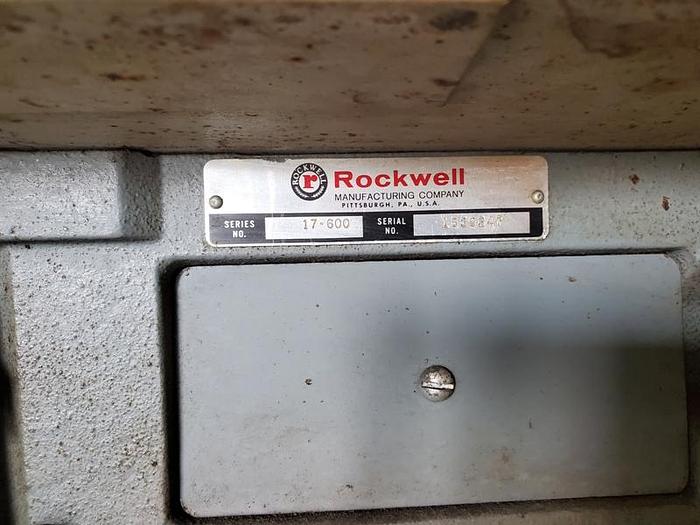 ROCKWELL
r
Rockwell
MANUFACTURING COMPANY
PITTSBURGH, PA., U.S.A.
SERIES NO. 17-600 SERIAL NO.